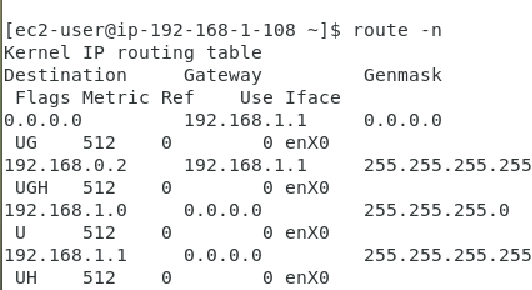 [ec2-user@ip-192-168-1-108 ~]$ route -n
Kernel IP routing table
Destination     Gateway         Genmask
 Flags Metric Ref    Use Iface
0.0.0.0         192.168.1.1     0.0.0.0
 UG    512    0        0 enX0
192.168.0.2     192.168.1.1     255.255.255.255
 UGH   512    0        0 enX0
192.168.1.0     0.0.0.0         255.255.255.0
 U     512    0        0 enX0
192.168.1.1     0.0.0.0         255.255.255.255
 UH    512    0        0 enX0